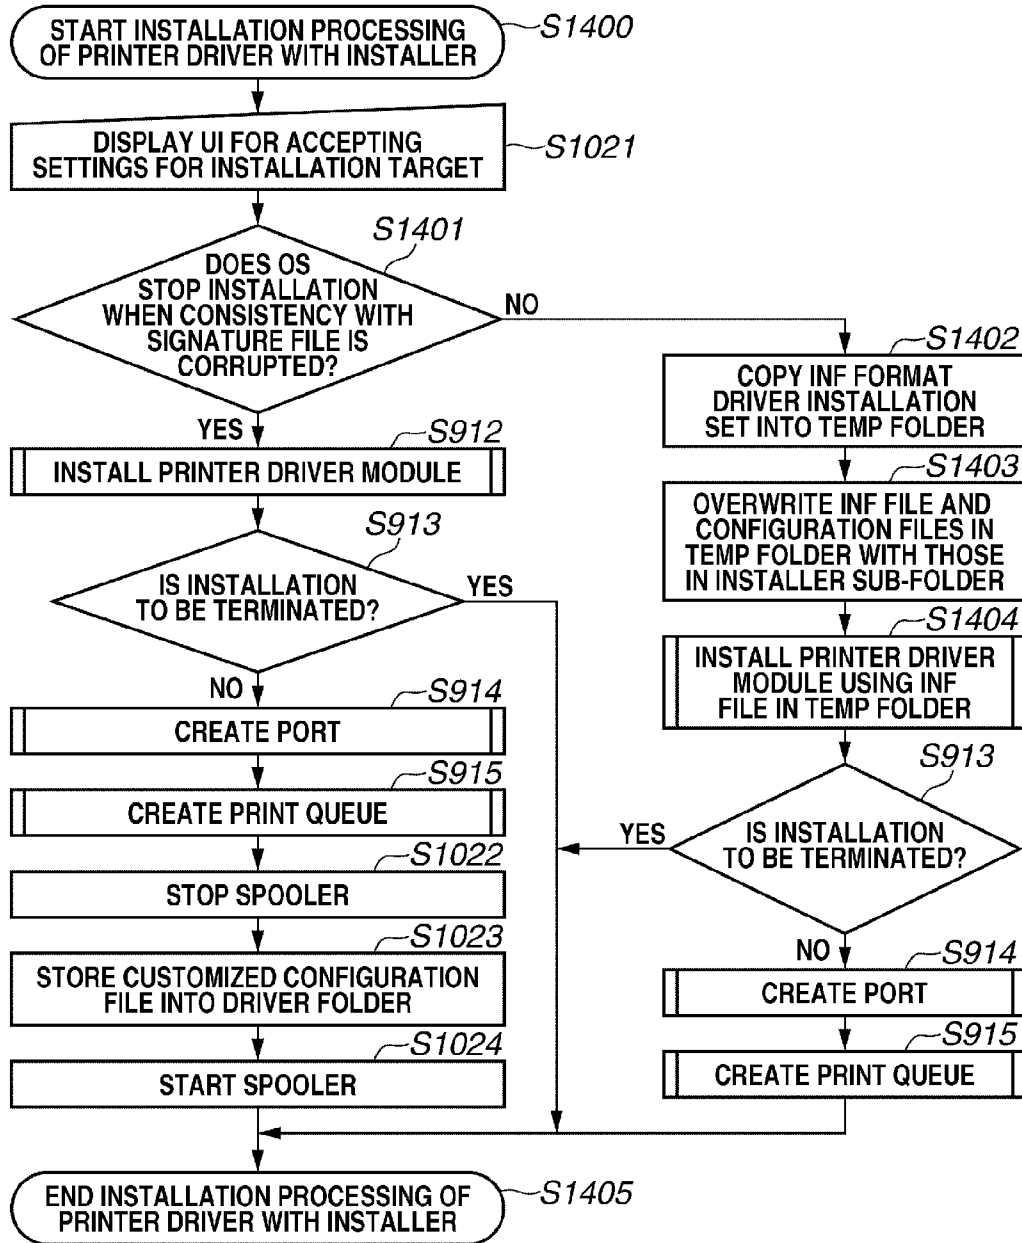 START INSTALLATION PROCESSING
OF PRINTER DRIVER WITH INSTALLER
S1400
DISPLAY UI FOR ACCEPTING
SETTINGS FOR INSTALLATION TARGET
S1021
S1401
DOES OS
STOP INSTALLATION
WHEN CONSISTENCY WITH
SIGNATURE FILE IS
CORRUPTED?
NO
YES
S912
INSTALL PRINTER DRIVER MODULE
S913
IS INSTALLATION
TO BE TERMINATED?
YES
NO
S914
CREATE PORT
S915
CREATE PRINT QUEUE
S1022
STOP SPOOLER
S1023
STORE CUSTOMIZED CONFIGURATION
FILE INTO DRIVER FOLDER
S1024
START SPOOLER
S1402
COPY INF FORMAT
DRIVER INSTALLATION
SET INTO TEMP FOLDER
S1403
OVERWRITE INF FILE AND
CONFIGURATION FILES IN
TEMP FOLDER WITH THOSE
IN INSTALLER SUB-FOLDER
S1404
INSTALL PRINTER DRIVER
MODULE USING INF
FILE IN TEMP FOLDER
S913
IS INSTALLATION
TO BE TERMINATED?
YES
NO
S914
CREATE PORT
S915
CREATE PRINT QUEUE
END INSTALLATION PROCESSING OF
PRINTER DRIVER WITH INSTALLER
S1405